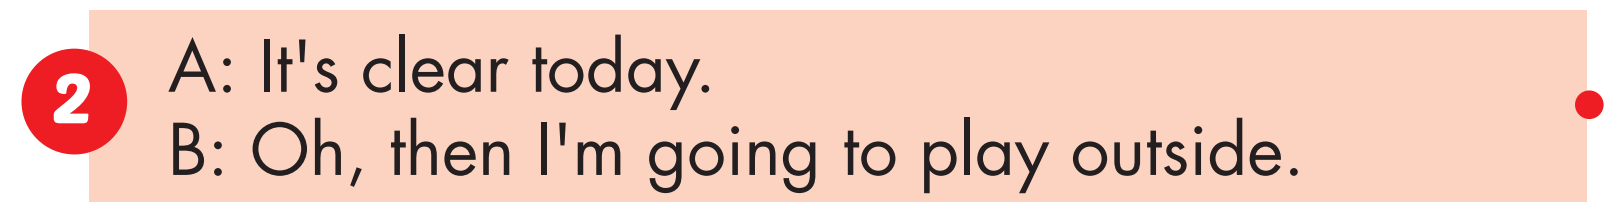 2
A: It's clear today.
B: Oh, then I'm going to play outside.